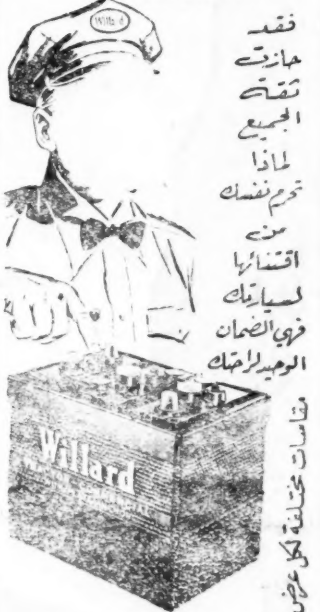 فقد
حازت
ثقة
الجميع
لماذا
تحرم نفسك
من
اقتنائها
لسيارتك
فهي الضمان
الوحيد لراحتك
مقاسات مختلفة لكل غرض
Willard